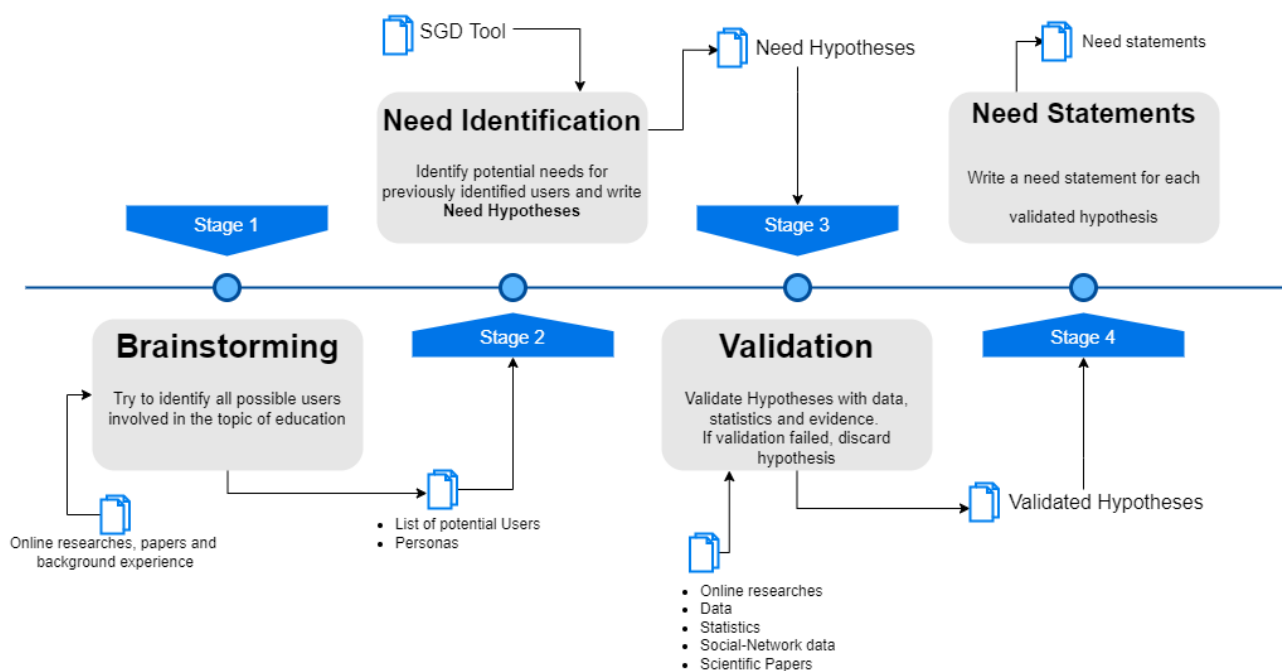 SGD Tool
Need Hypotheses
Need statements
Need Identification
Identify potential needs for
previously identified users and write
Need Hypotheses
Need Statements
Write a need statement for each
validated hypothesis
Stage 1
Stage 3
Stage 2
Stage 4
Brainstorming
Try to identify all possible users
involved in the topic of education
Online researches, papers and
background experience
• List of potential Users
• Personas
Validation
Validate Hypotheses with data,
statistics and evidence.
If validation failed, discard
hypothesis
Validated Hypotheses
• Online researches
• Data
• Statistics
• Social-Network data
• Scientific Papers